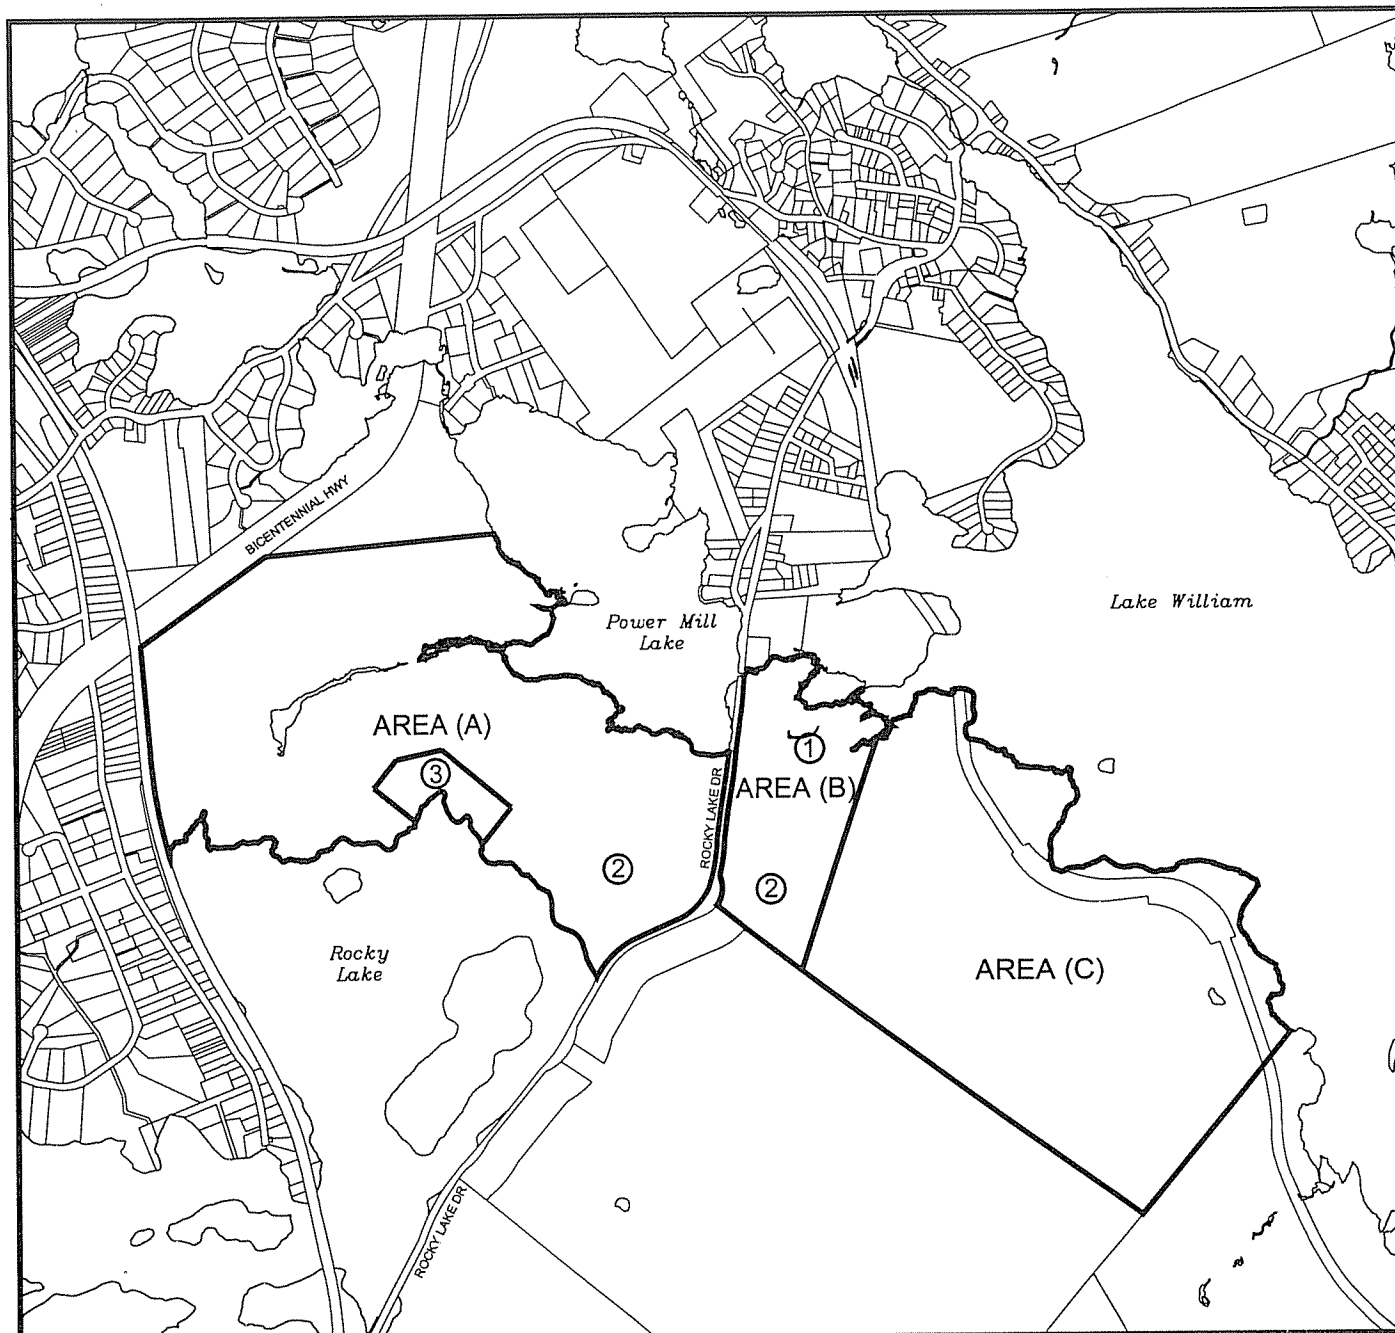 BICENTENNIAL HWY
Lake William
Power Mill
Lake
AREA (A)
1
3
ROCKY LAKE DR
AREA (B)
2
2
Rocky
Lake
AREA (C)
ROCKY LAKE DR